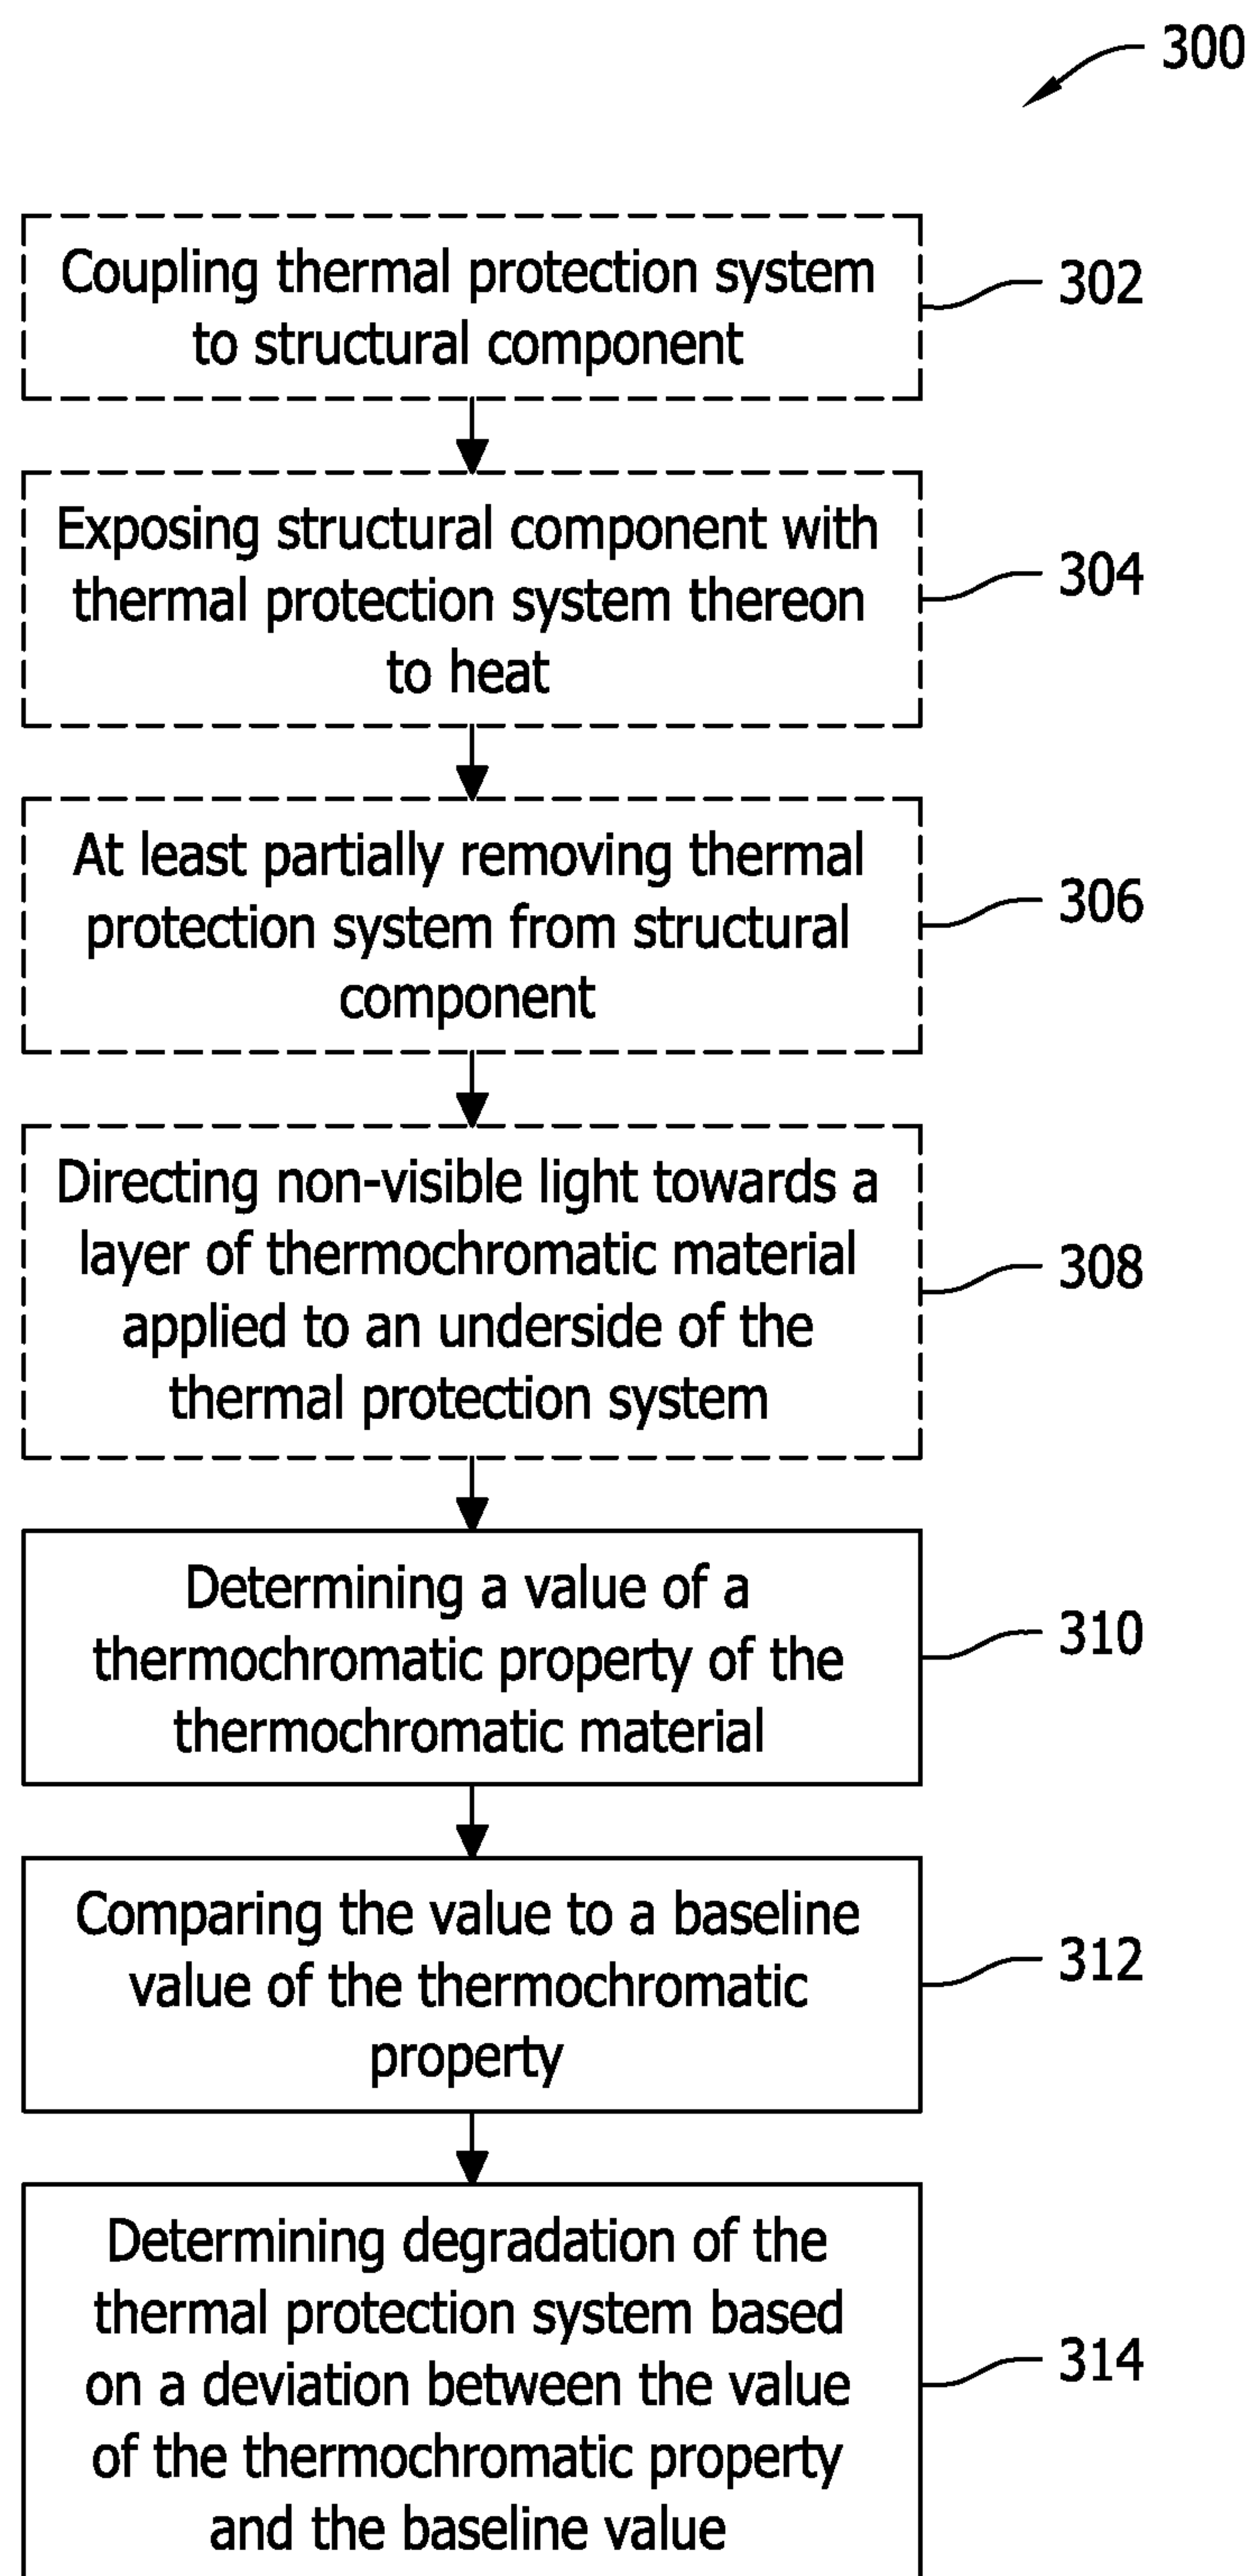 300
Coupling thermal protection system
to structural component
302
Exposing structural component with
thermal protection system thereon
to heat
304
At least partially removing thermal
protection system from structural
component
306
Directing non-visible light towards a
layer of thermochromatic material
applied to an underside of the
thermal protection system
308
Determining a value of a
thermochromatic property of the
thermochromatic material
310
Comparing the value to a baseline
value of the thermochromatic
property
312
Determining degradation of the
thermal protection system based
on a deviation between the value
of the thermochromatic property
and the baseline value
314